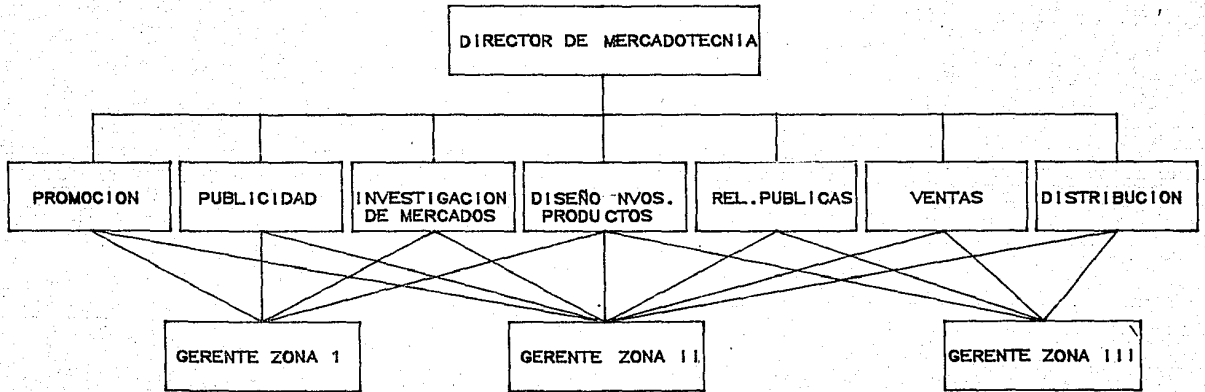 DIRECTOR DE MERCADOTECNIA
PROMOCION
PUBLICIDAD
INVESTIGACION
DE MERCADOS
DISEÑO NVOS.
PRODUCTOS
REL.PUBLICAS
VENTAS
DISTRIBUCION
GERENTE ZONA 1
GERENTE ZONA II
GERENTE ZONA III